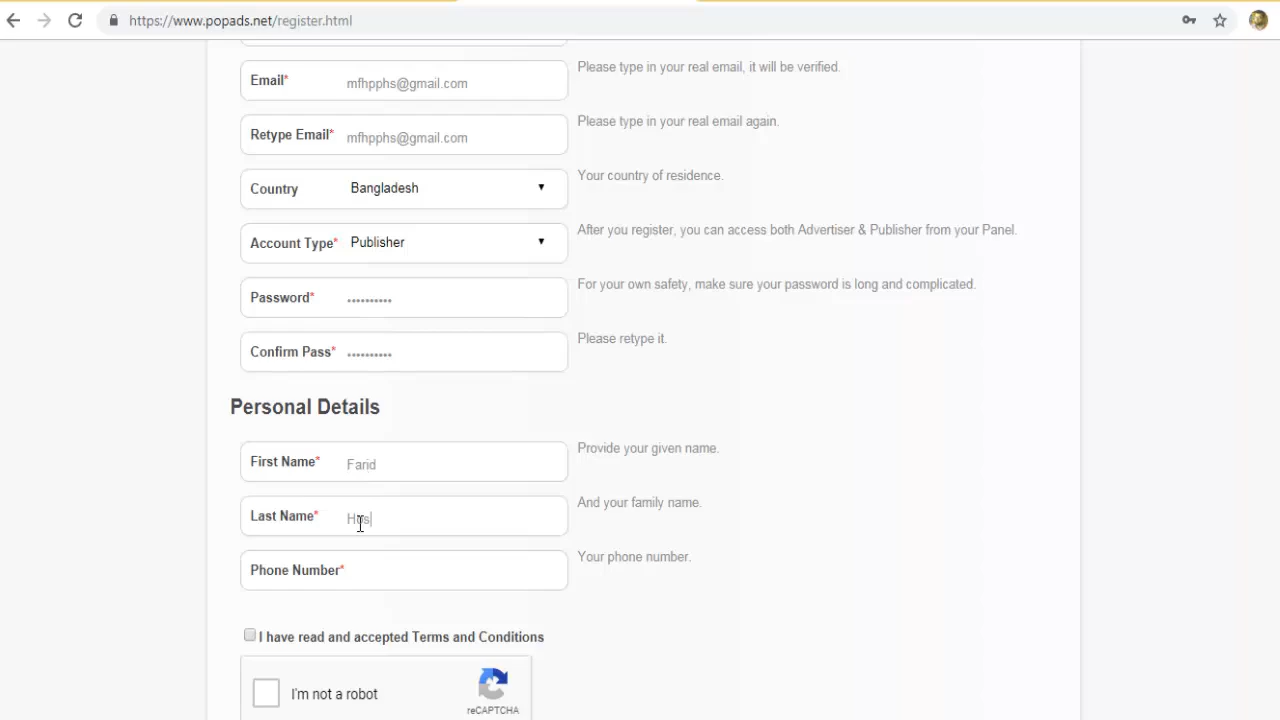 https://www.popads.net/register.html
Email* mfhpphs@gmail.com Please type in your real email, it will be verified.
Retype Email* mfhpphs@gmail.com Please type in your real email again.
Country Bangladesh ▼ Your country of residence.
Account Type* Publisher ▼ After you register, you can access both Advertiser & Publisher from your Panel.
Password* •••••••••• For your own safety, make sure your password is long and complicated.
Confirm Pass* •••••••••• Please retype it.
Personal Details
First Name* Farid Provide your given name.
Last Name* Hos And your family name.
Phone Number* Your phone number.
I have read and accepted Terms and Conditions
I'm not a robot
reCAPTCHA